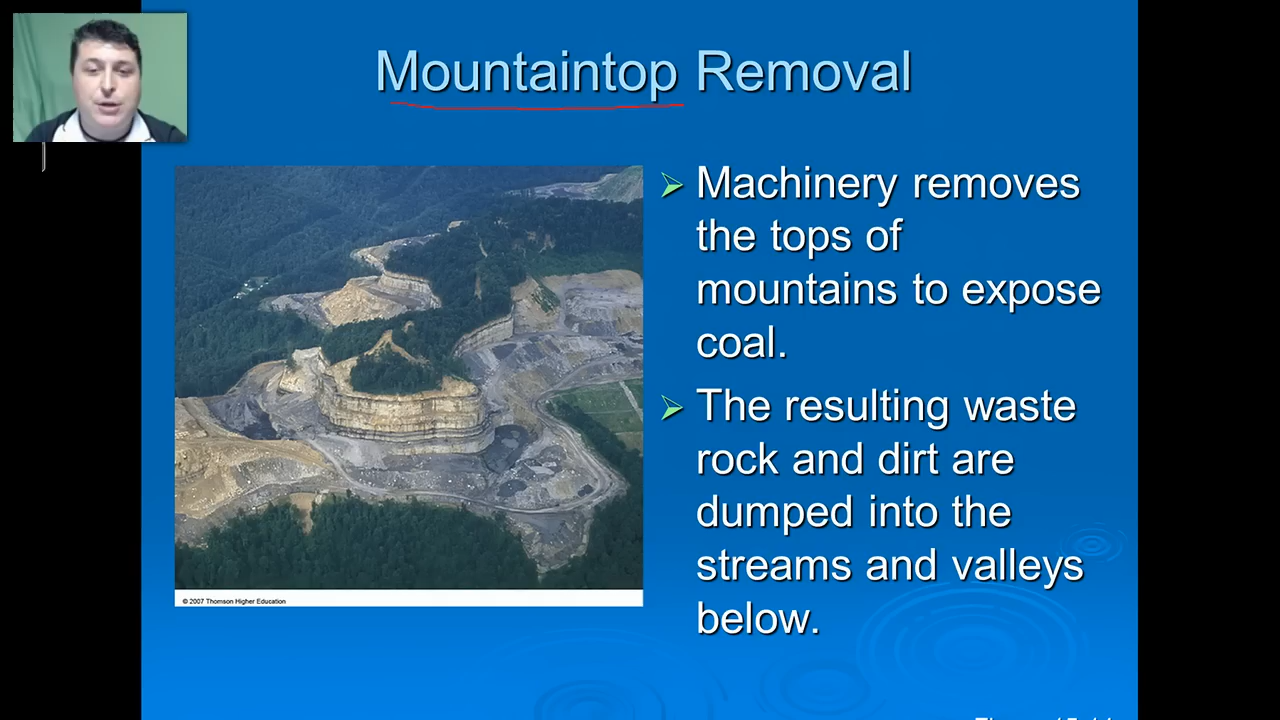 Mountaintop Removal
Machinery removes
the tops of
mountains to expose
coal.
The resulting waste
rock and dirt are
dumped into the
streams and valleys
below.
© 2007 Thomson Higher Education